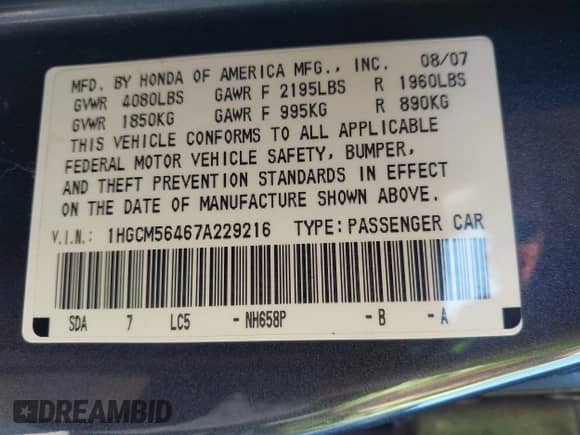 MFD. BY HONDA OF AMERICA MFG., INC. 08/07
GVWR 4080LBS GAWR F 2195LBS R 1960LBS
GVWR 1850KG GAWR F 995KG R 890KG
THIS VEHICLE CONFORMS TO ALL APPLICABLE
FEDERAL MOTOR VEHICLE SAFETY, BUMPER,
AND THEFT PREVENTION STANDARDS IN EFFECT
ON THE DATE OF MANUFACTURE SHOWN ABOVE.
V.I.N.: 1HGCM56467A229216 TYPE:PASSENGER CAR
SDA 7 LC5 -NH658P -B -A
DREAMBID